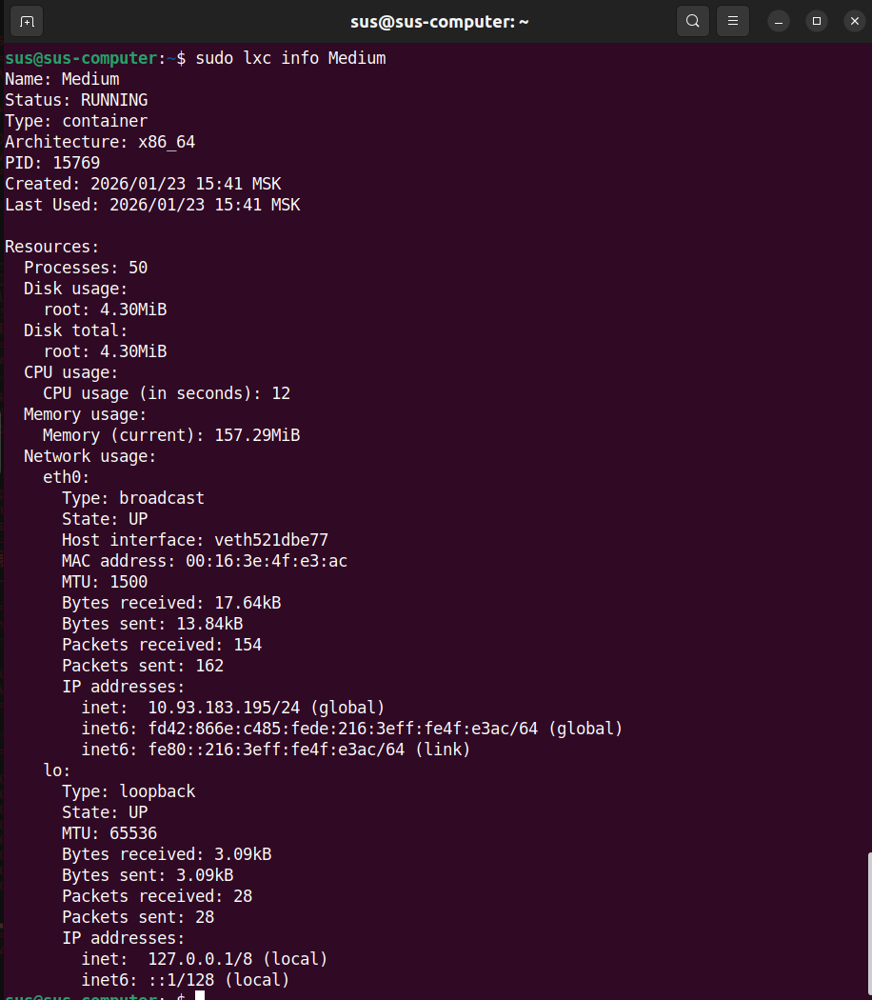 sus@sus-computer: ~
sus@sus-computer:~$ sudo lxc info Medium
Name: Medium
Status: RUNNING
Type: container
Architecture: x86_64
PID: 15769
Created: 2026/01/23 15:41 MSK
Last Used: 2026/01/23 15:41 MSK

Resources:
  Processes: 50
  Disk usage:
    root: 4.30MiB
  Disk total:
    root: 4.30MiB
  CPU usage:
    CPU usage (in seconds): 12
  Memory usage:
    Memory (current): 157.29MiB
  Network usage:
    eth0:
      Type: broadcast
      State: UP
      Host interface: veth521dbe77
      MAC address: 00:16:3e:4f:e3:ac
      MTU: 1500
      Bytes received: 17.64kB
      Bytes sent: 13.84kB
      Packets received: 154
      Packets sent: 162
      IP addresses:
        inet:  10.93.183.195/24 (global)
        inet6: fd42:866e:c485:fede:216:3eff:fe4f:e3ac/64 (global)
        inet6: fe80::216:3eff:fe4f:e3ac/64 (link)
    lo:
      Type: loopback
      State: UP
      MTU: 65536
      Bytes received: 3.09kB
      Bytes sent: 3.09kB
      Packets received: 28
      Packets sent: 28
      IP addresses:
        inet:  127.0.0.1/8 (local)
        inet6: ::1/128 (local)
sus@sus-computer:~$